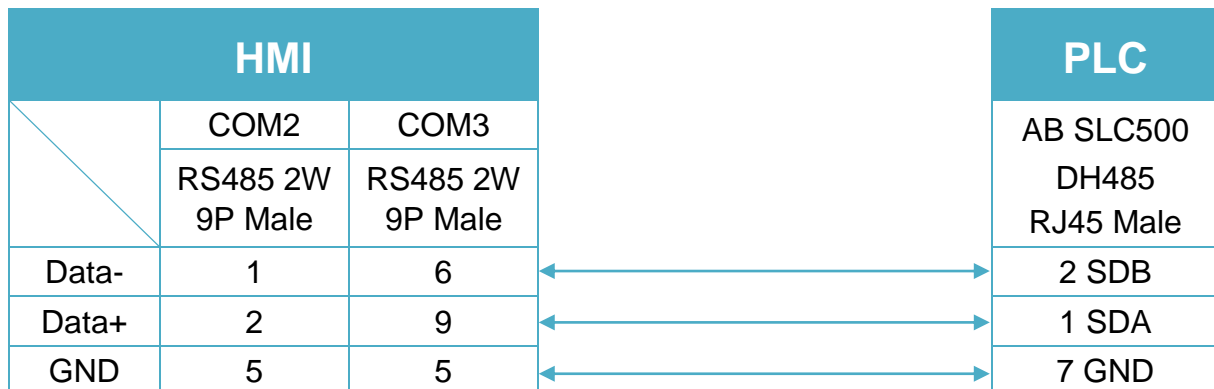 HMI PLC
COM2 COM3 AB SLC500
RS485 2W RS485 2W DH485
9P Male 9P Male RJ45 Male
Data- 1 6 2 SDB
Data+ 2 9 1 SDA
GND 5 5 7 GND